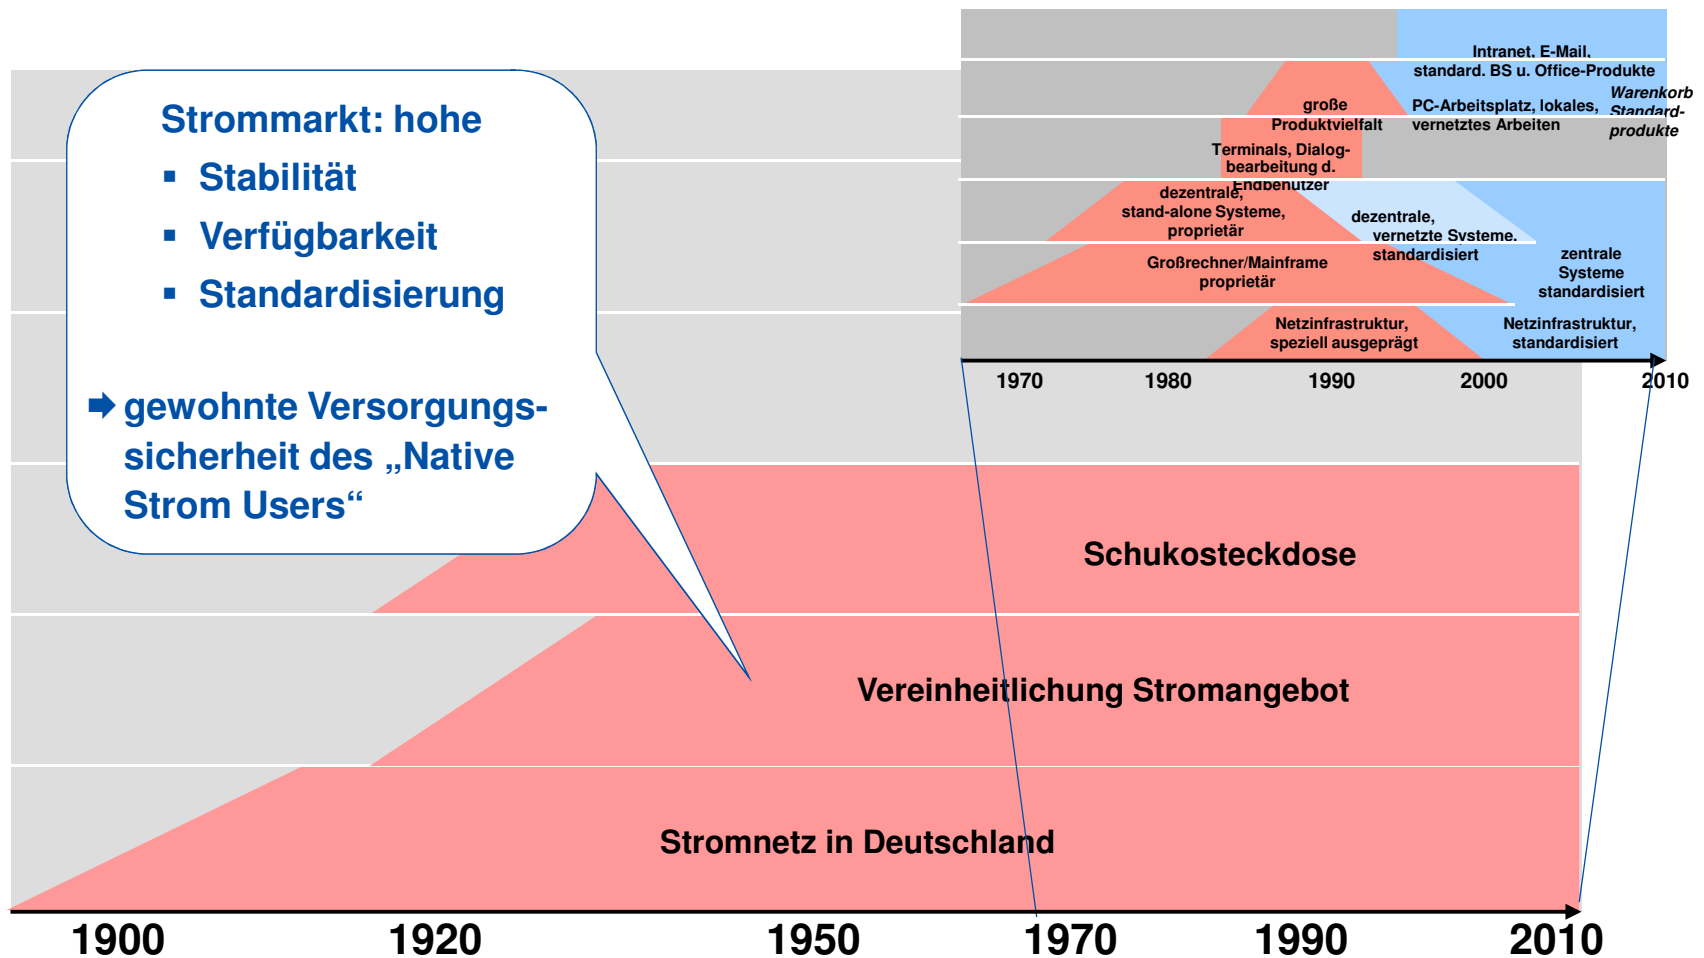 Strommarkt: hohe
▪ Stabilität
▪ Verfügbarkeit
▪ Standardisierung
gewohnte Versorgungs-
sicherheit des „Native
Strom Users“
Intranet, E-Mail,
standard. BS u. Office-Produkte
große
Produktvielfalt
PC-Arbeitsplatz, lokales,
vernetztes Arbeiten
Warenkorb
Standard-
produkte
Terminals, Dialog-
bearbeitung d.
Endbenutzer
dezentrale,
stand-alone Systeme,
proprietär
dezentrale,
vernetzte Systeme,
standardisiert
Großrechner/Mainframe
proprietär
zentrale
Systeme
standardisiert
Netzinfrastruktur,
speziell ausgeprägt
Netzinfrastruktur,
standardisiert
1970 1980 1990 2000 2010
Schukosteckdose
Vereinheitlichung Stromangebot
Stromnetz in Deutschland
1900 1920 1950 1970 1990 2010